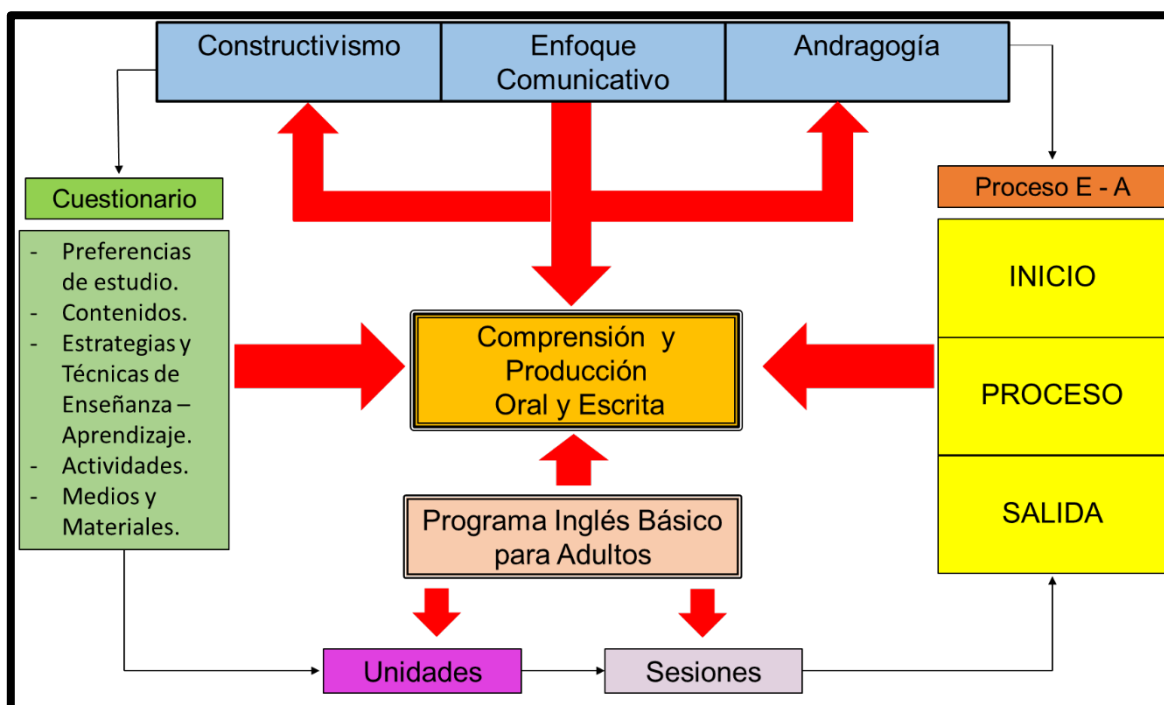 Constructivismo
Enfoque
Comunicativo
Andragogía
Cuestionario
- Preferencias
de estudio.
- Contenidos.
- Estrategias y
Técnicas de
Enseñanza –
Aprendizaje.
- Actividades.
- Medios y
Materiales.
Comprensión y
Producción
Oral y Escrita
Programa Inglés Básico
para Adultos
Unidades
Sesiones
Proceso E - A
INICIO
PROCESO
SALIDA